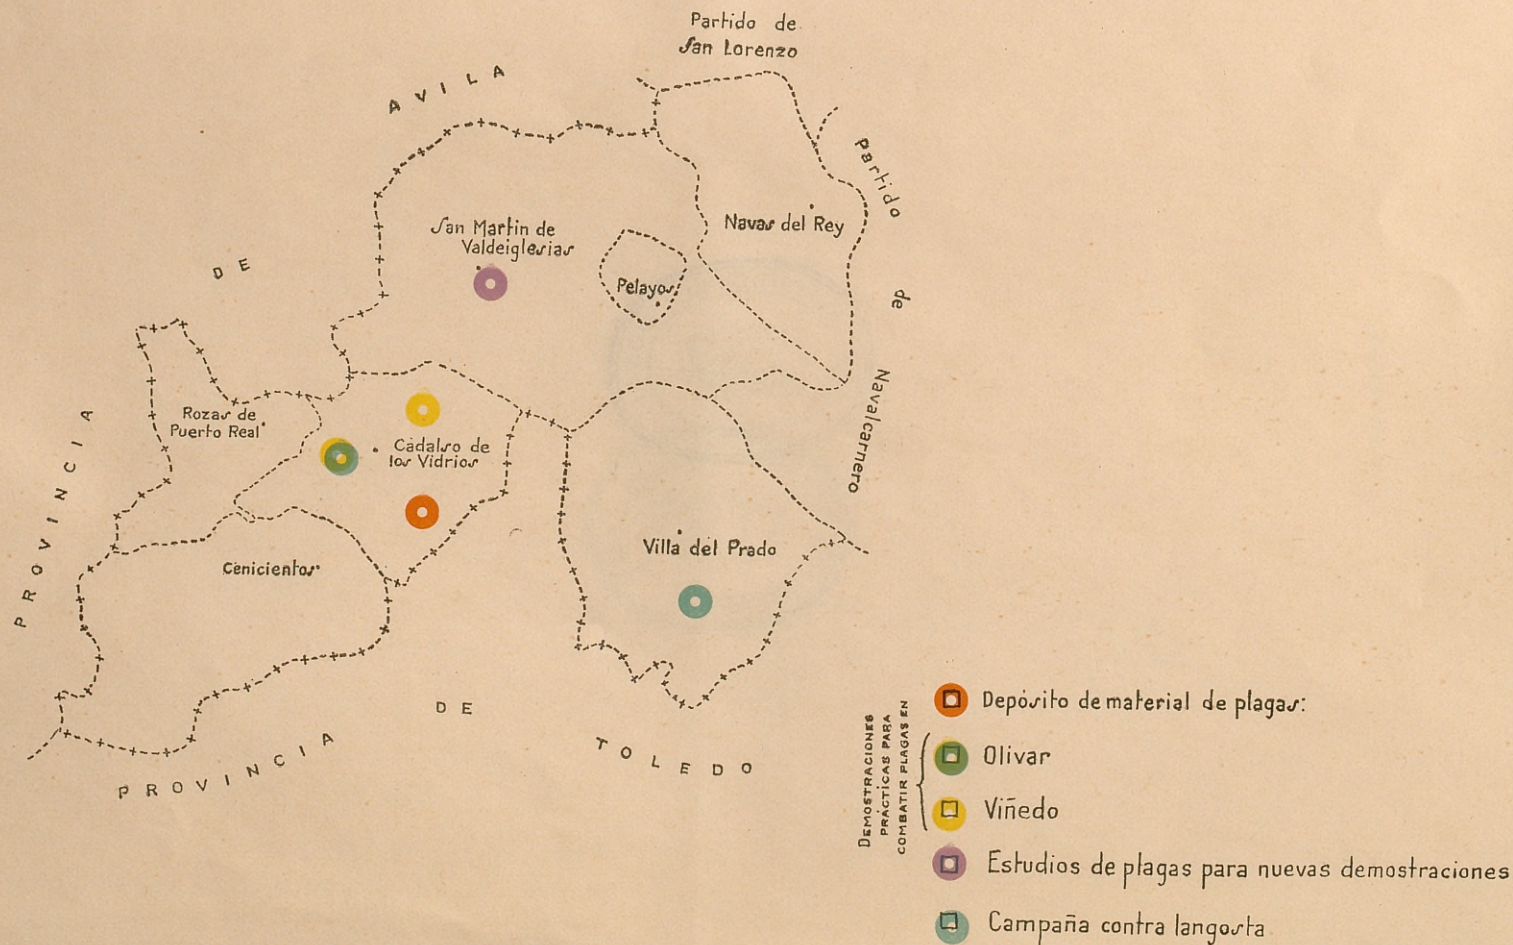 Partido de
San Lorenzo
AVILA
Partido
de
Navalcarnero
DE
PROVINCIA
San Martin de
Valdeiglesias
Navas del Rey
Pelayos
Rozas de
Puerto Real
Cadalso de
los Vidrios
Cenicientos
Villa del Prado
PROVINCIA
DE
TOLEDO
DEMOSTRACIONES
PRÁCTICAS PARA
COMBATIR PLAGAS EN
Depósito de material de plagas:
Olivar
Viñedo
Estudios de plagas para nuevas demostraciones
Campaña contra langosta